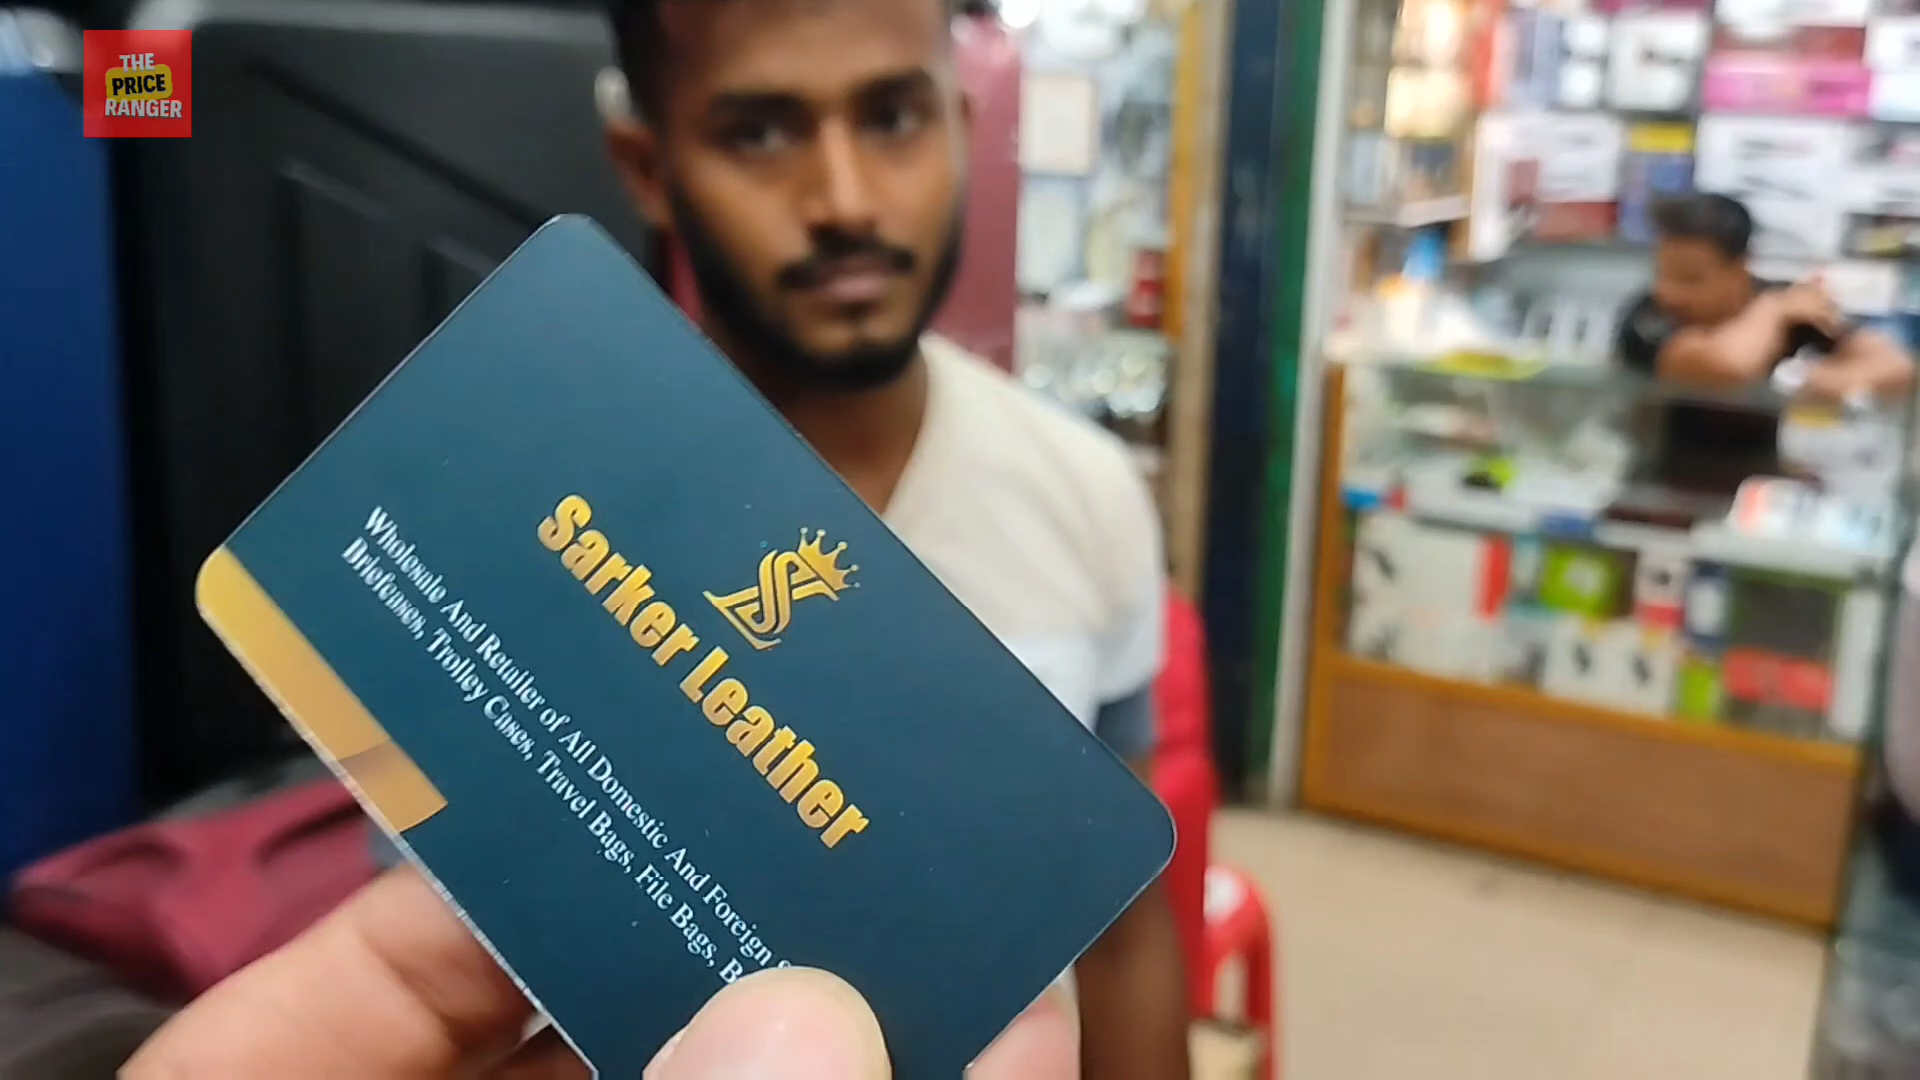 THE
PRICE
RANGER
Sarker Leather
Wholesale And Retailer of All Domestic And Foreign
Briefcases, Trolley Cases, Travel Bags, File Bags,